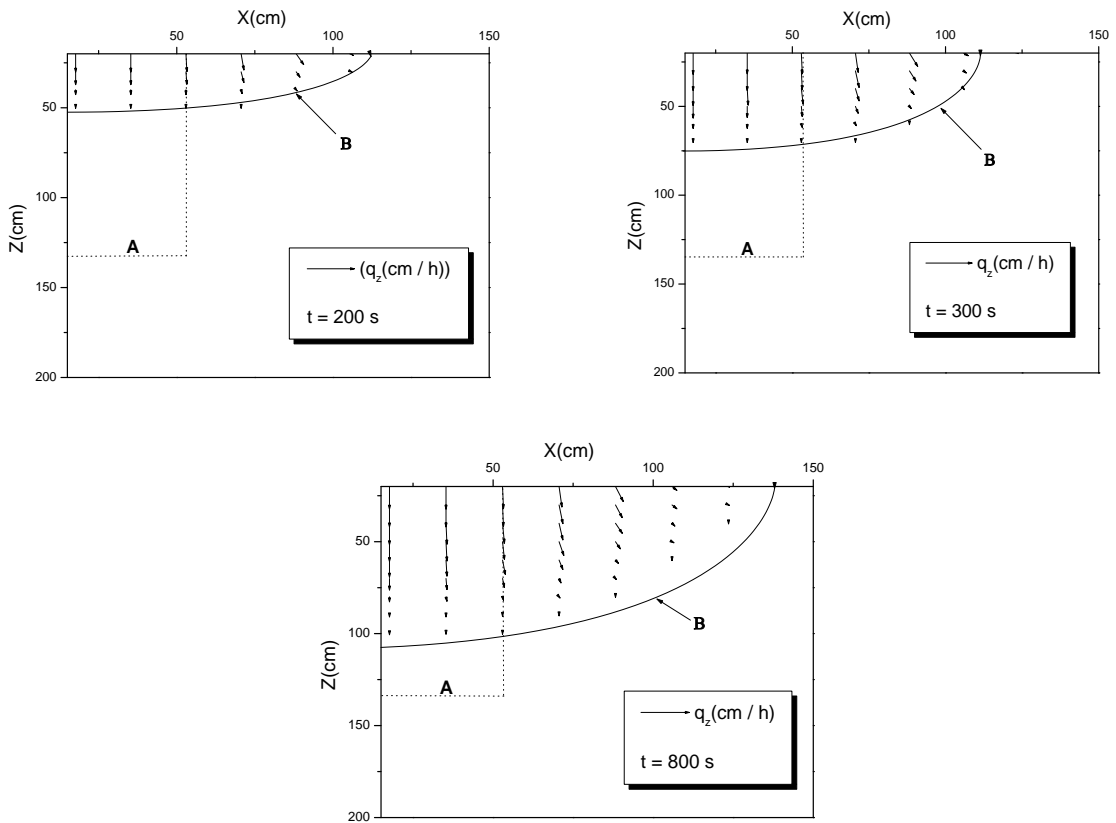 X(cm)
50 100 150
50
100
150
200
Z(cm)
B
A
(q_z(cm / h))
t = 200 s
X(cm)
50 100 150
50
100
150
200
Z(cm)
B
A
q_z(cm / h)
t = 300 s
X(cm)
50 100 150
50
100
150
200
Z(cm)
B
A
q_z(cm / h)
t = 800 s